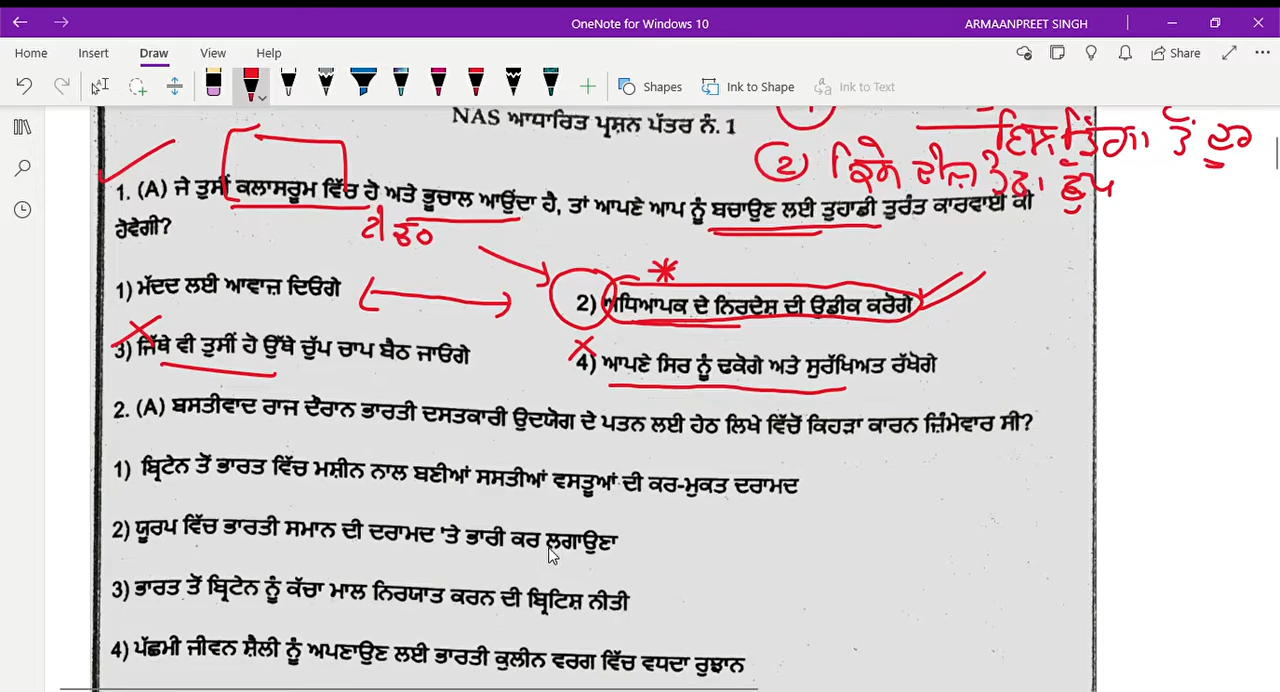 OneNote for Windows 10
ARMAANPREET SINGH
Home Insert Draw View Help
Share
Shapes Ink to Shape Ink to Text
NAS ਆਧਾਰਿਤ ਪ੍ਰਸ਼ਨ ਪੱਤਰ ਨੰ. 1
ਤੋਂ ਦੂਰ
②
1. (A) ਜੇ ਤੁਸੀਂ ਕਲਾਸਰੂਮ ਵਿੱਚ ਹੋ ਅਤੇ ਭੂਚਾਲ ਆਉਂਦਾ ਹੈ, ਤਾਂ ਆਪਣੇ ਆਪ ਨੂੰ ਬਚਾਉਣ ਲਈ ਤੁਹਾਡੀ ਤੁਰੰਤ ਕਾਰਵਾਈ ਕੀ
ਹੋਵੇਗੀ?
1) ਮੱਦਦ ਲਈ ਆਵਾਜ਼ ਦਿਓਗੇ
2) ਅਧਿਆਪਕ ਦੇ ਨਿਰਦੇਸ਼ ਦੀ ਉਡੀਕ ਕਰੋਗੇ
3) ਜਿੱਥੇ ਵੀ ਤੁਸੀਂ ਹੋ ਉੱਥੇ ਚੁੱਪ ਚਾਪ ਬੈਠ ਜਾਓਗੇ
4) ਆਪਣੇ ਸਿਰ ਨੂੰ ਢਕੋਗੇ ਅਤੇ ਸੁਰੱਖਿਅਤ ਰੱਖੋਗੇ
2. (A) ਬਸਤੀਵਾਦ ਰਾਜ ਦੌਰਾਨ ਭਾਰਤੀ ਦਸਤਕਾਰੀ ਉਦਯੋਗ ਦੇ ਪਤਨ ਲਈ ਹੇਠ ਲਿਖੇ ਵਿੱਚੋਂ ਕਿਹੜਾ ਕਾਰਨ ਜ਼ਿੰਮੇਵਾਰ ਸੀ?
1) ਬ੍ਰਿਟੇਨ ਤੋਂ ਭਾਰਤ ਵਿੱਚ ਮਸ਼ੀਨ ਨਾਲ ਬਣੀਆਂ ਸਸਤੀਆਂ ਵਸਤੂਆਂ ਦੀ ਕਰ-ਮੁਕਤ ਦਰਾਮਦ
2) ਯੂਰਪ ਵਿੱਚ ਭਾਰਤੀ ਸਮਾਨ ਦੀ ਦਰਾਮਦ 'ਤੇ ਭਾਰੀ ਕਰ ਲਗਾਉਣਾ
3) ਭਾਰਤ ਤੋਂ ਬ੍ਰਿਟੇਨ ਨੂੰ ਕੱਚਾ ਮਾਲ ਨਿਰਯਾਤ ਕਰਨ ਦੀ ਬ੍ਰਿਟਿਸ਼ ਨੀਤੀ
4) ਪੱਛਮੀ ਜੀਵਨ ਸ਼ੈਲੀ ਨੂੰ ਅਪਣਾਉਣ ਲਈ ਭਾਰਤੀ ਕੁਲੀਨ ਵਰਗ ਵਿੱਚ ਵਧਦਾ ਰੁਝਾਨ